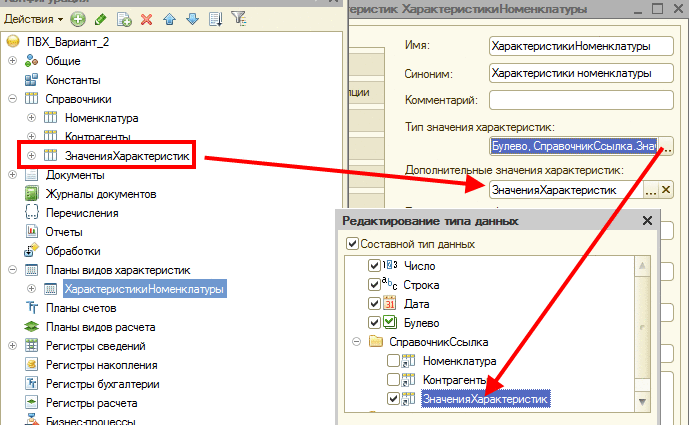 Конфигурация
Действия
ПВХ_Вариант_2
Общие
Константы
Справочники
Номенклатура
Контрагенты
ЗначенияХарактеристик
Документы
Журналы документов
Перечисления
Отчеты
Обработки
Планы видов характеристик
ХарактеристикиНоменклатуры
Планы счетов
Планы видов расчета
Регистры сведений
Регистры накопления
Регистры бухгалтерии
Регистры расчета
Бизнес-процессы
еристик ХарактеристикиНоменклатуры
пции
Имя: ХарактеристикиНоменклатуры
Синоним: Характеристики номенклатуры
Комментарий:
Тип значения характеристик:
Булево, СправочникСсылка.Знач ...
Дополнительные значения характеристик:
ЗначенияХарактеристик ... x
Редактирование типа данных
Составной тип данных
Число
Строка
Дата
Булево
СправочникСсылка
Номенклатура
Контрагенты
ЗначенияХарактеристик